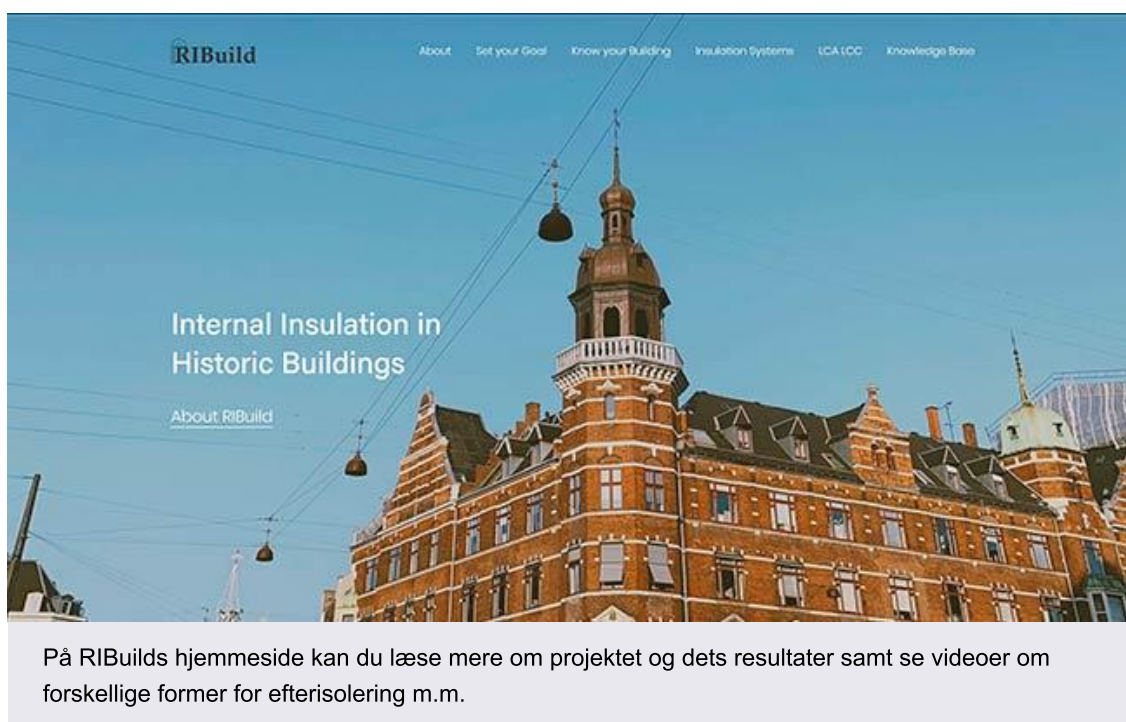 RIBuild
About Set your Goal Know your Building Insulation Systems LCA LCC Knowledge Base
Internal Insulation in
Historic Buildings
About RIBuild
På RIBuilds hjemmeside kan du læse mere om projektet og dets resultater samt se videoer om
forskellige former for efterisolering m.m.